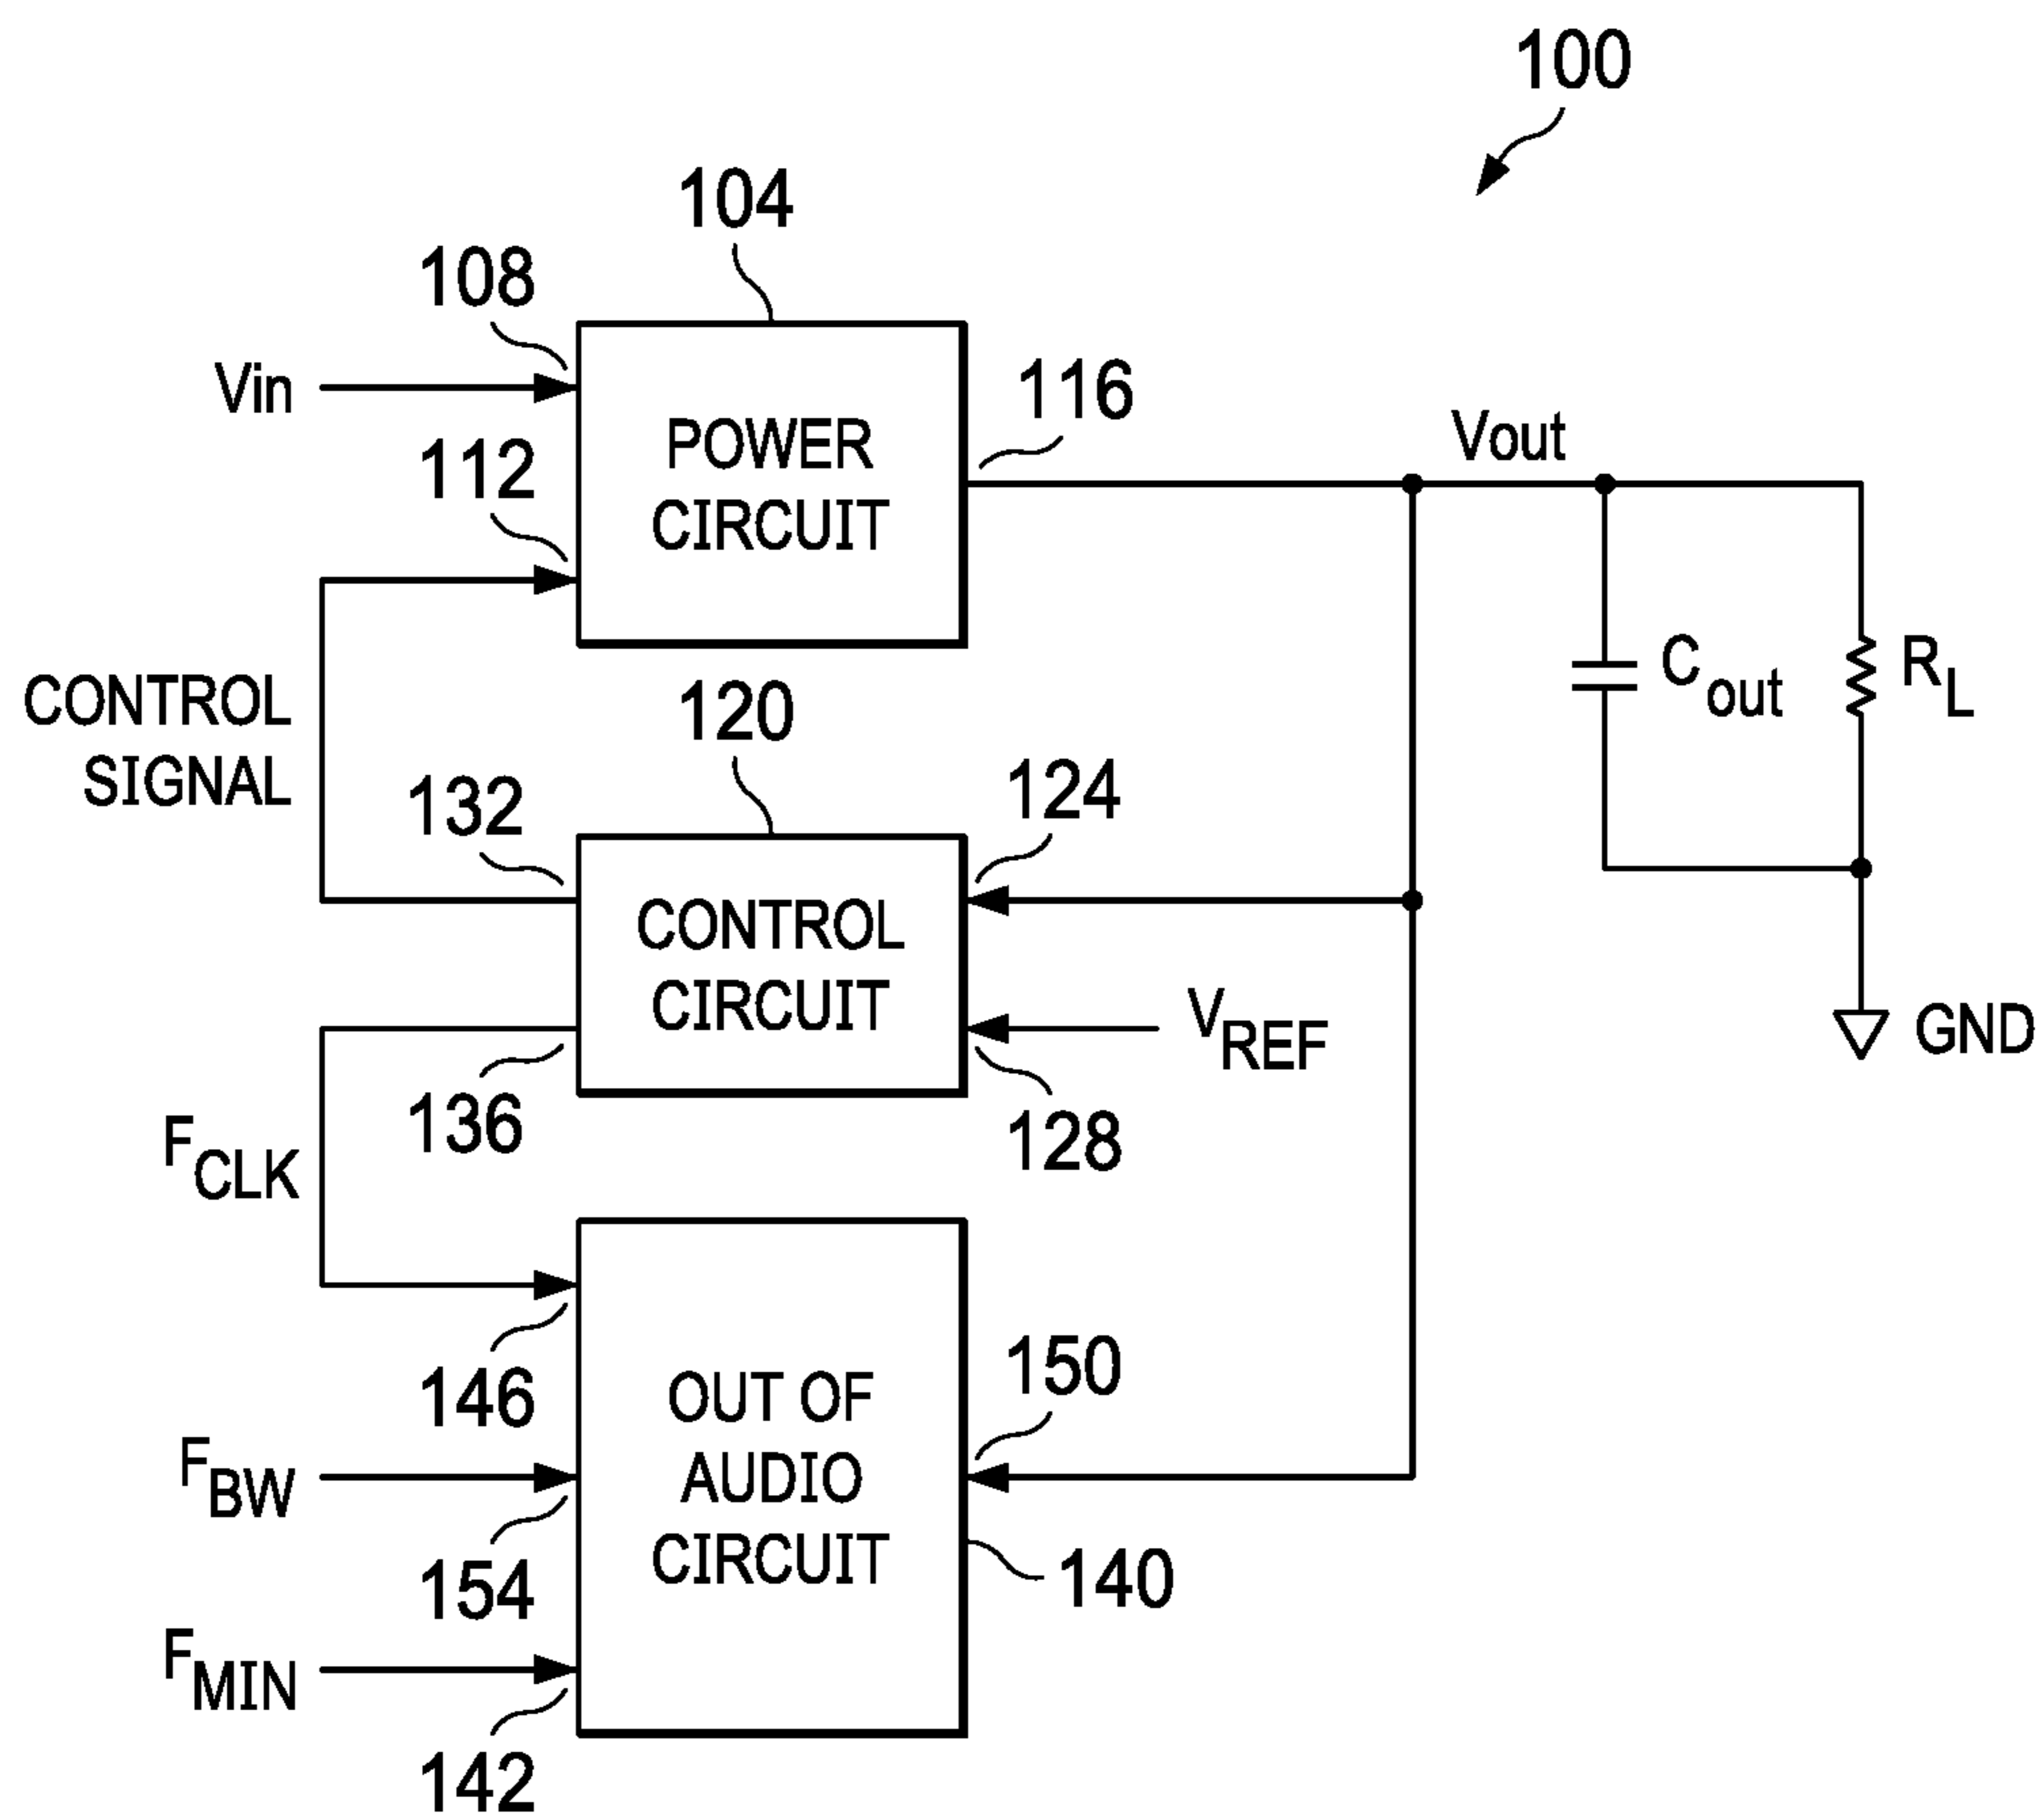 100
104
108
Vin
POWER
CIRCUIT
116
112
Vout
CONTROL
SIGNAL
Cout
RL
120
132
124
CONTROL
CIRCUIT
VREF
GND
136
128
FCLK
146
OUT OF
AUDIO
CIRCUIT
150
FBW
154
140
FMIN
142